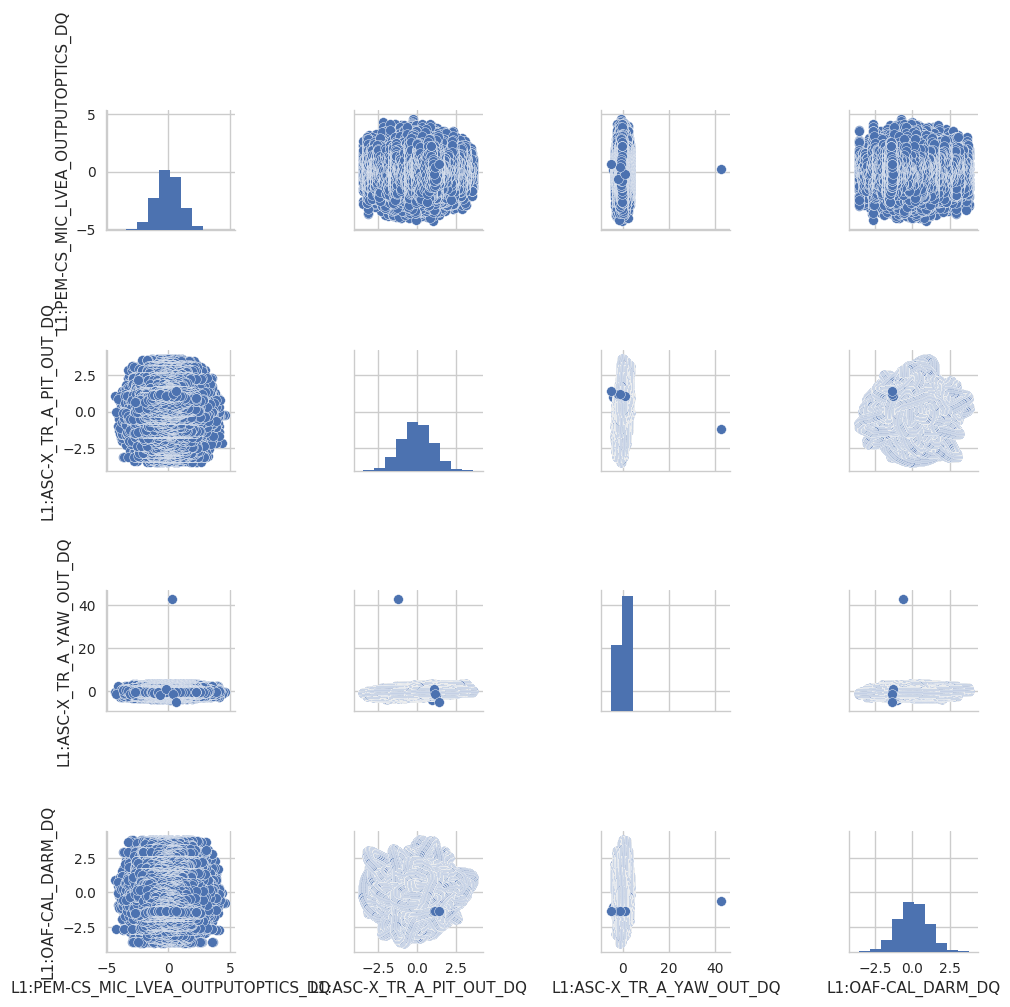 L1:PEM-CS_MIC_LVEA_OUTPUTOPTICS_DQ
5
0
−5
L1:ASC-X_TR_A_PIT_OUT_DQ
2.5
0.0
−2.5
L1:ASC-X_TR_A_YAW_OUT_DQ
40
20
0
L1:OAF-CAL_DARM_DQ
2.5
0.0
−2.5
−5 0 5 −2.5 0.0 2.5 0 20 40 −2.5 0.0 2.5
L1:PEM-CS_MIC_LVEA_OUTPUTOPTICS_DQ L1:ASC-X_TR_A_PIT_OUT_DQ L1:ASC-X_TR_A_YAW_OUT_DQ L1:OAF-CAL_DARM_DQ